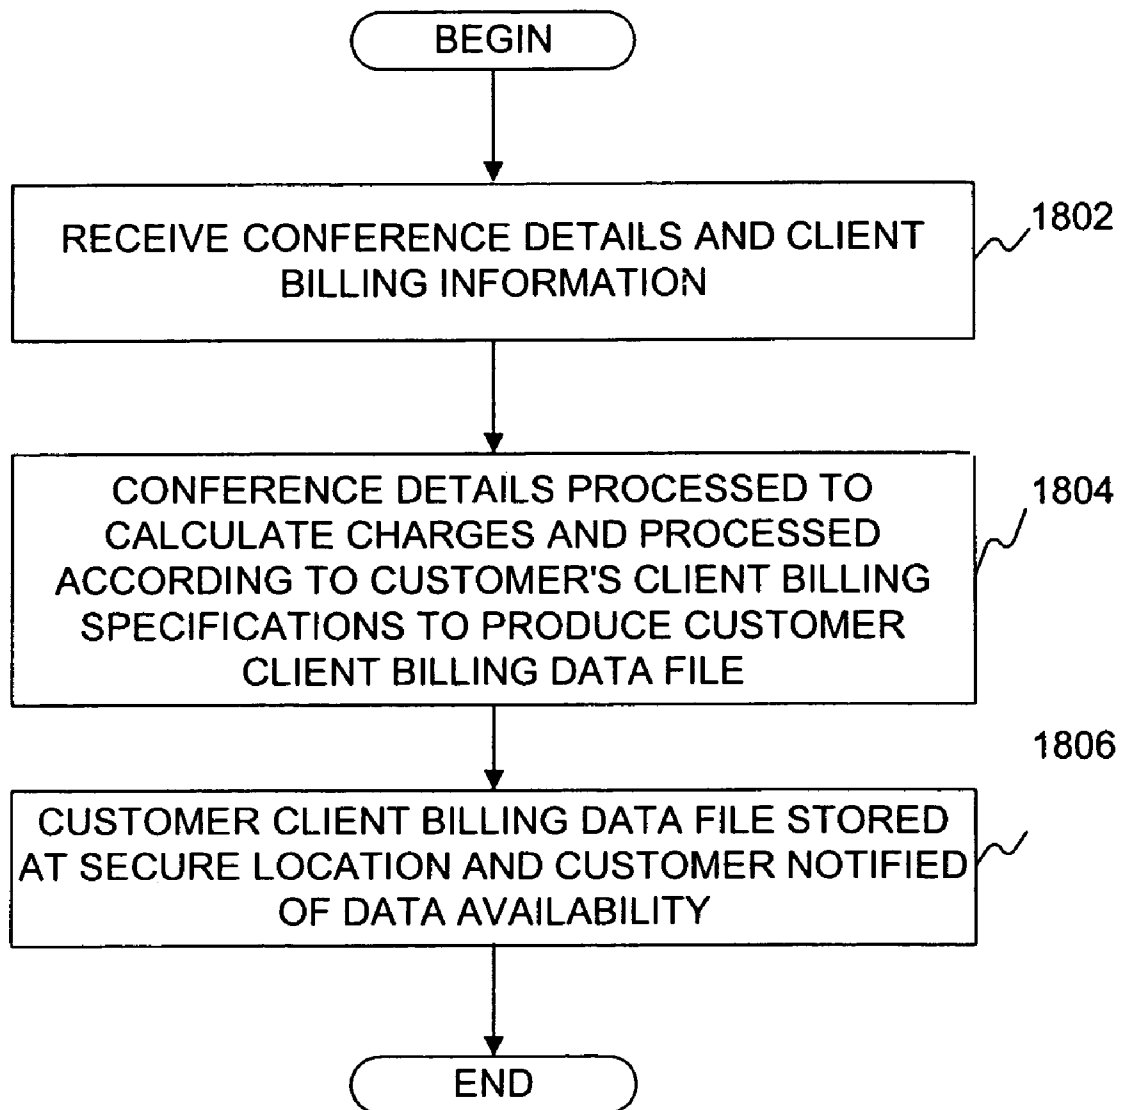 BEGIN
RECEIVE CONFERENCE DETAILS AND CLIENT
BILLING INFORMATION
1802
CONFERENCE DETAILS PROCESSED TO
CALCULATE CHARGES AND PROCESSED
ACCORDING TO CUSTOMER'S CLIENT BILLING
SPECIFICATIONS TO PRODUCE CUSTOMER
CLIENT BILLING DATA FILE
1804
1806
CUSTOMER CLIENT BILLING DATA FILE STORED
AT SECURE LOCATION AND CUSTOMER NOTIFIED
OF DATA AVAILABILITY
END